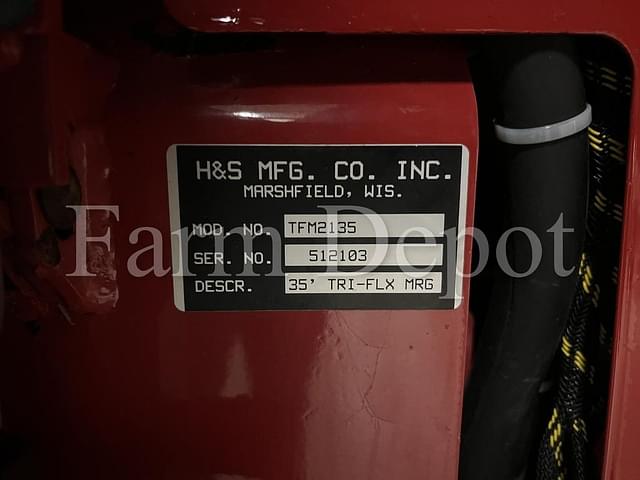 H&S MFG. CO. INC.
MARSHFIELD, WIS.
MOD. NO. TFM2135
SER. NO. 512103
DESCR. 35' TRI-FLX MRG
Farm Depot